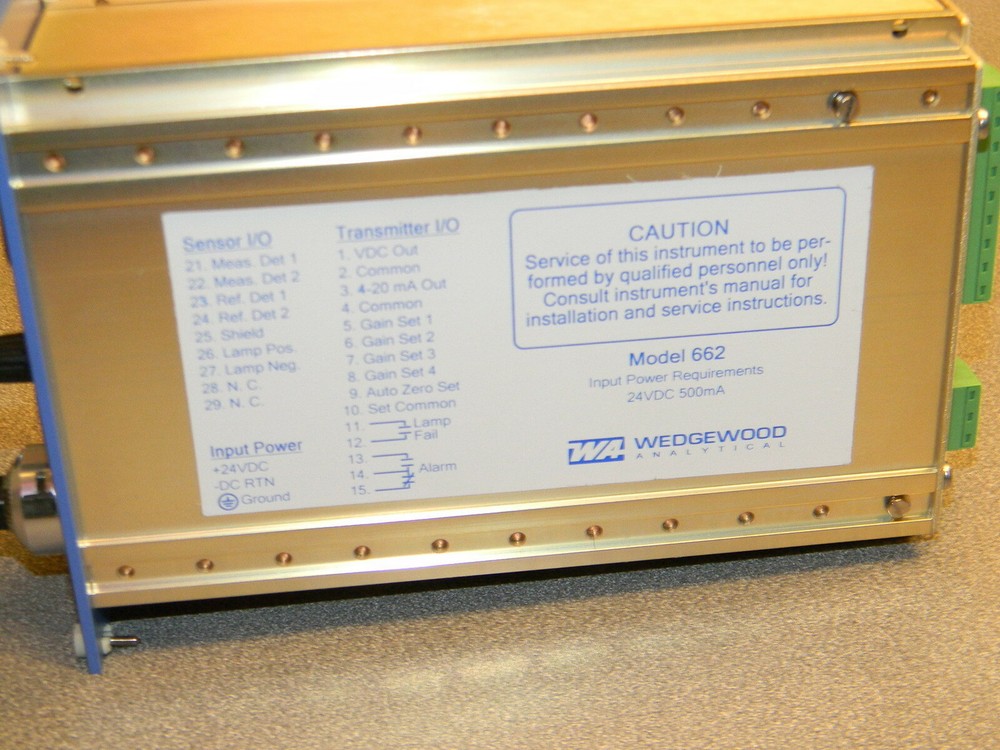 Sensor I/O
21. Meas. Det 1
22. Meas. Det 2
23. Ref. Det 1
24. Ref. Det 2
25. Shield
26. Lamp Pos.
27. Lamp Neg.
28. N. C.
29. N. C.
Input Power
+24VDC
-DC RTN
Ground
Transmitter I/O
1. VDC Out
2. Common
3. 4-20 mA Out
4. Common
5. Gain Set 1
6. Gain Set 2
7. Gain Set 3
8. Gain Set 4
9. Auto Zero Set
10. Set Common
11. Lamp
12. Fail
13.
14. Alarm
15.
CAUTION
Service of this instrument to be per-
formed by qualified personnel only!
Consult instrument's manual for
installation and service instructions.
Model 662
Input Power Requirements
24VDC 500mA
WA WEDGEWOOD
ANALYTICAL